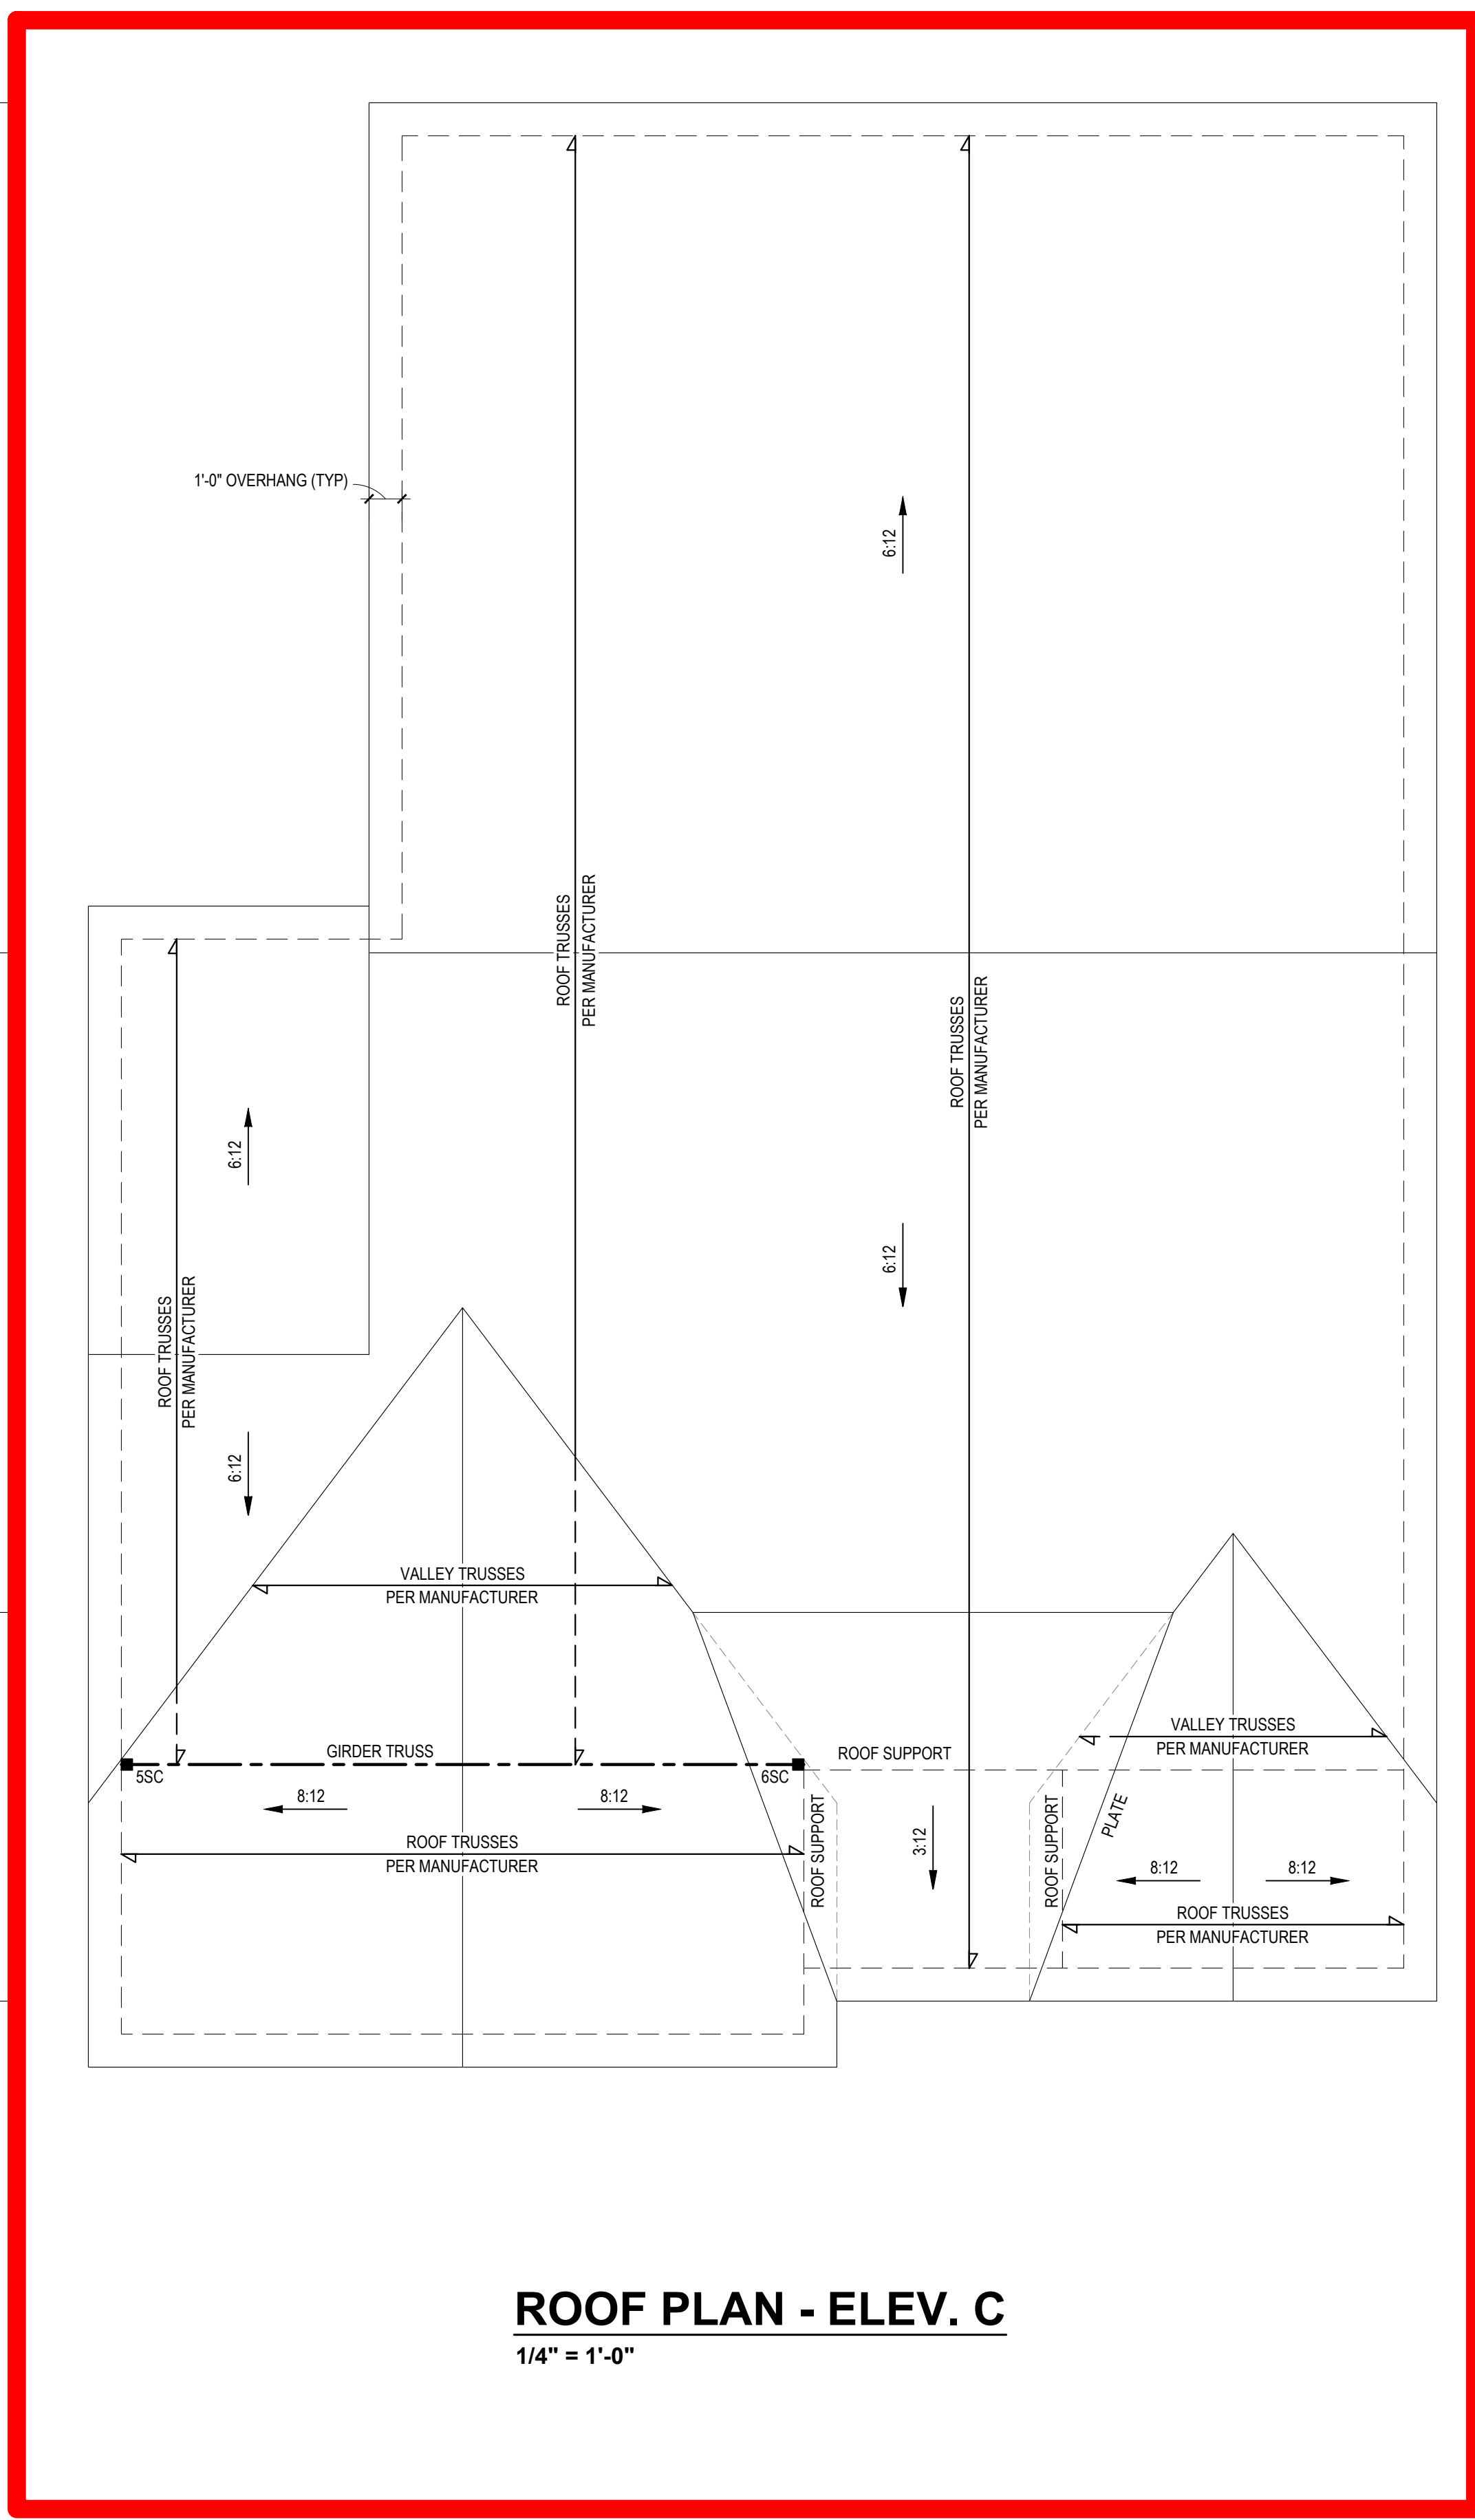 1'-0" OVERHANG (TYP)
6:12
ROOF TRUSSES
PER MANUFACTURER
ROOF TRUSSES
PER MANUFACTURER
6:12
6:12
ROOF TRUSSES
PER MANUFACTURER
6:12
VALLEY TRUSSES
PER MANUFACTURER
GIRDER TRUSS
5SC
6SC
ROOF SUPPORT
VALLEY TRUSSES
PER MANUFACTURER
8:12
8:12
ROOF TRUSSES
PER MANUFACTURER
ROOF SUPPORT
3:12
ROOF SUPPORT
PLATE
8:12
8:12
ROOF TRUSSES
PER MANUFACTURER
ROOF PLAN - ELEV. C
1/4" = 1'-0"